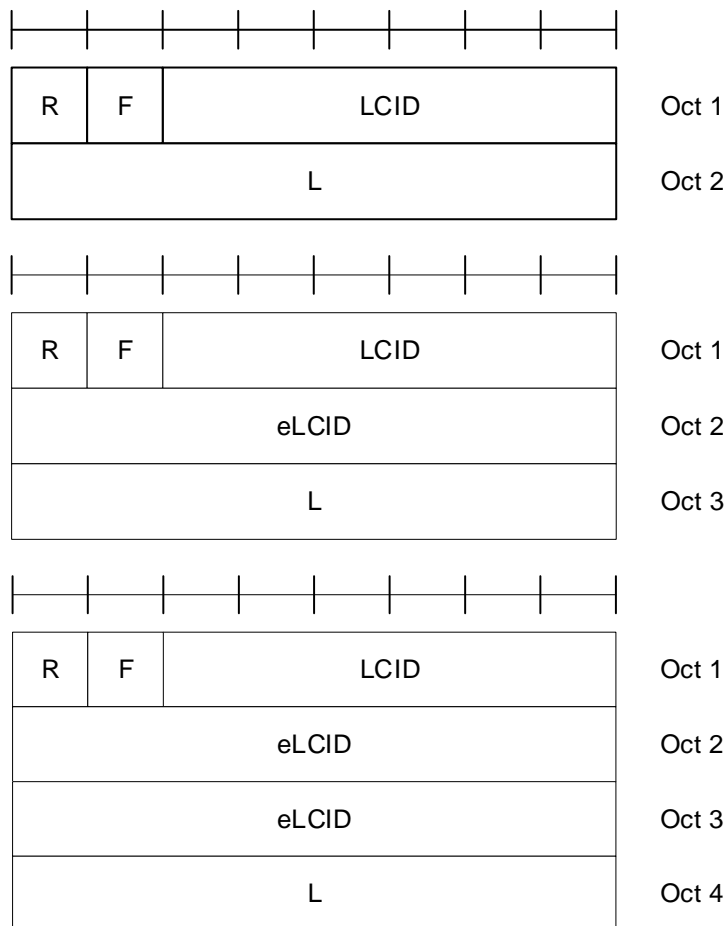 R F LCID Oct 1
L Oct 2
R F LCID Oct 1
eLCID Oct 2
L Oct 3
R F LCID Oct 1
eLCID Oct 2
eLCID Oct 3
L Oct 4